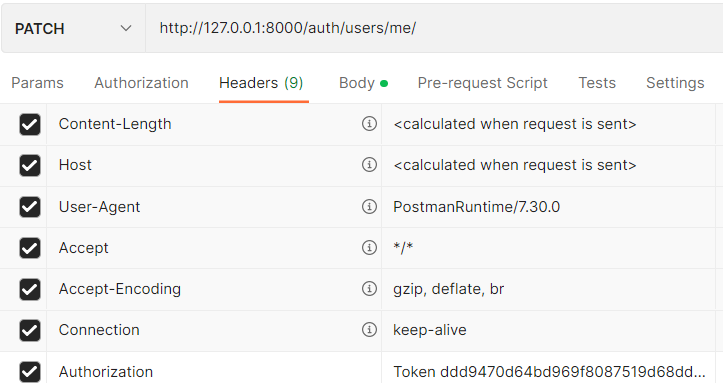 PATCH http://127.0.0.1:8000/auth/users/me/
Params Authorization Headers (9) Body Pre-request Script Tests Settings
Content-Length <calculated when request is sent>
Host <calculated when request is sent>
User-Agent PostmanRuntime/7.30.0
Accept */*
Accept-Encoding gzip, deflate, br
Connection keep-alive
Authorization Token ddd9470d64bd969f8087519d68dd...